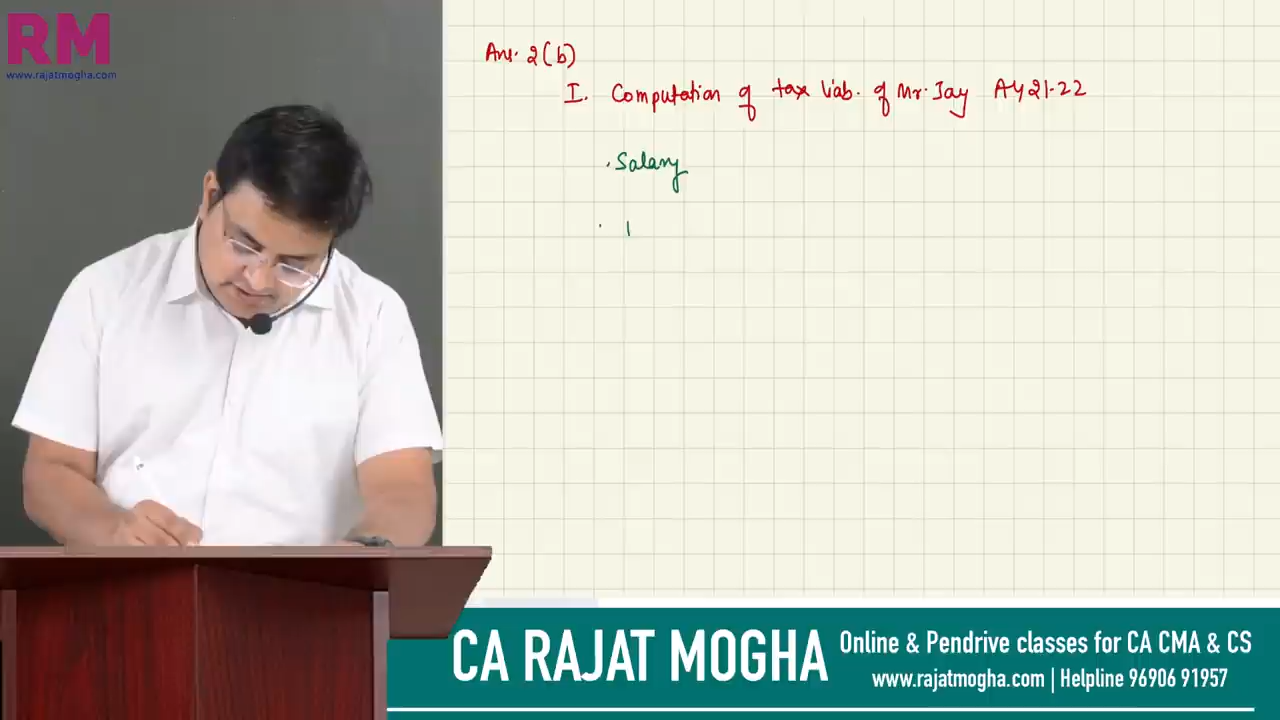 RM
www.rajatmogha.com
Ans. 2(b)
I. Computation of tax liab. of Mr. Jay AY 21-22
. Salary
.
CA RAJAT MOGHA
Online & Pendrive classes for CA CMA & CS
www.rajatmogha.com | Helpline 96906 91957